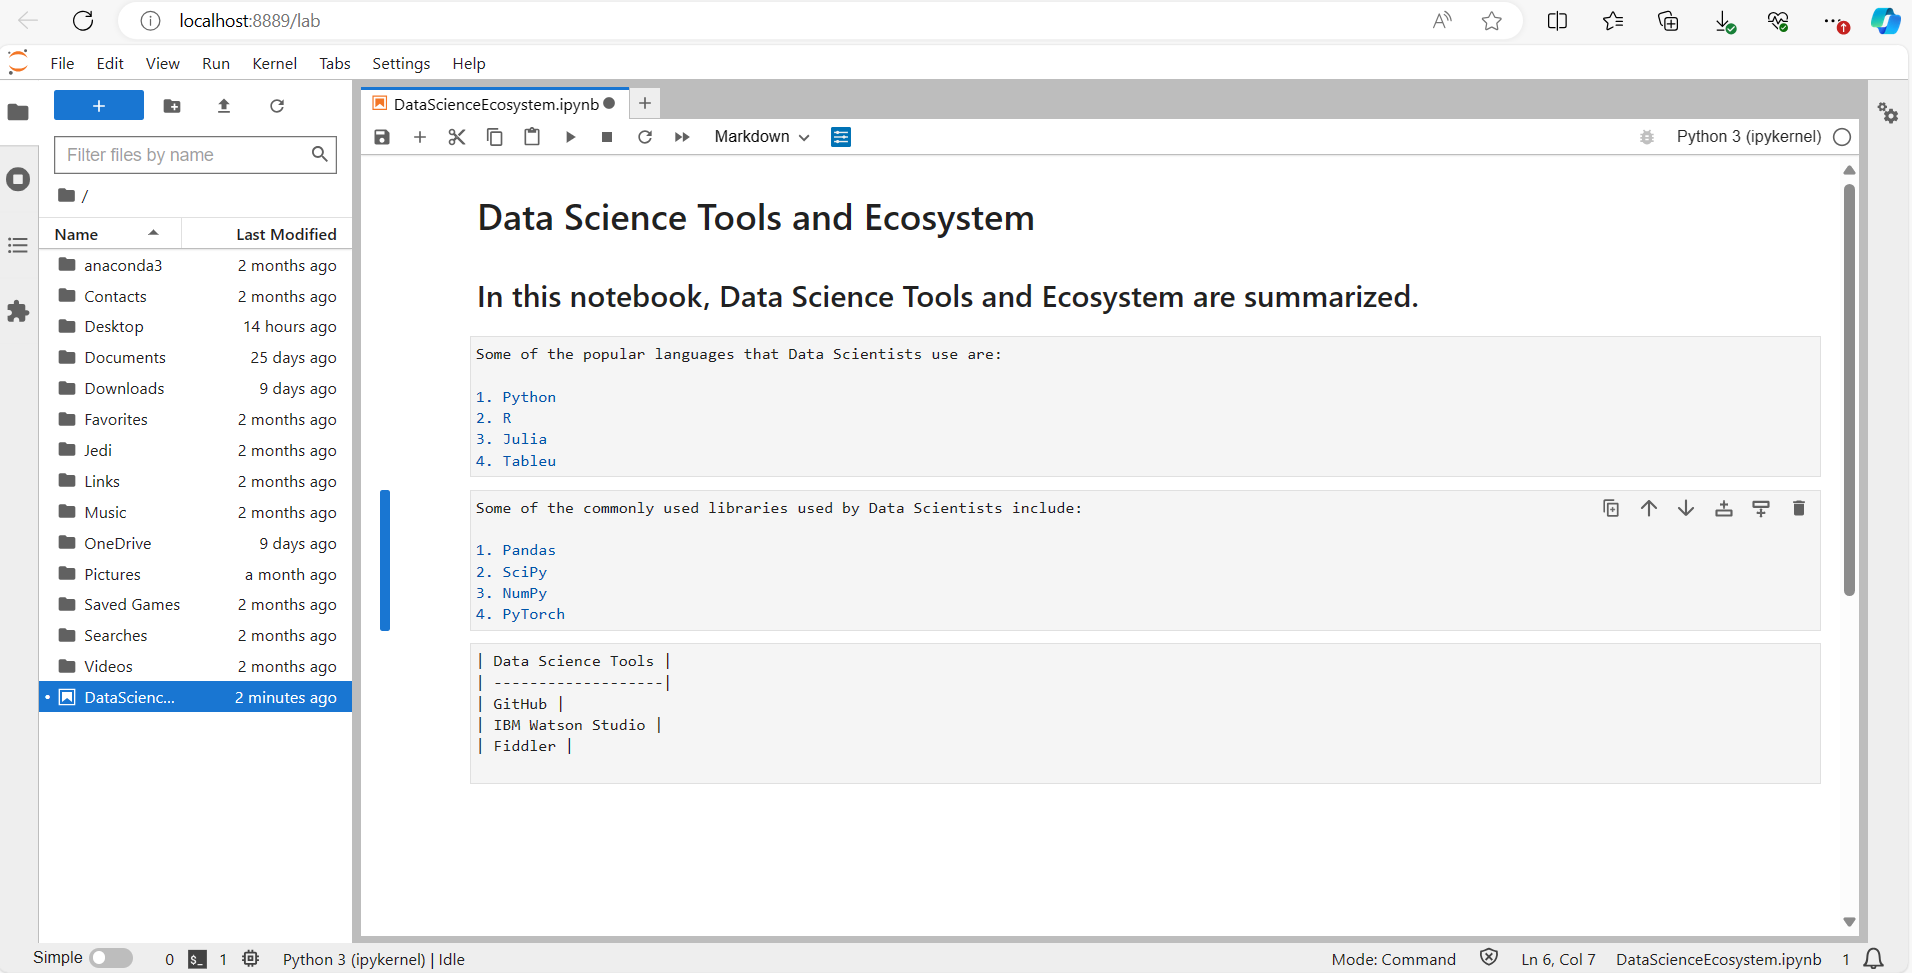 localhost:8889/lab
File Edit View Run Kernel Tabs Settings Help
DataScienceEcosystem.ipynb
Markdown
Python 3 (ipykernel)
Filter files by name
/
Name Last Modified
anaconda3 2 months ago
Contacts 2 months ago
Desktop 14 hours ago
Documents 25 days ago
Downloads 9 days ago
Favorites 2 months ago
Jedi 2 months ago
Links 2 months ago
Music 2 months ago
OneDrive 9 days ago
Pictures a month ago
Saved Games 2 months ago
Searches 2 months ago
Videos 2 months ago
DataScienc... 2 minutes ago
Data Science Tools and Ecosystem
In this notebook, Data Science Tools and Ecosystem are summarized.
Some of the popular languages that Data Scientists use are:
1. Python
2. R
3. Julia
4. Tableu
Some of the commonly used libraries used by Data Scientists include:
1. Pandas
2. SciPy
3. NumPy
4. PyTorch
| Data Science Tools |
| -------------------|
| GitHub |
| IBM Watson Studio |
| Fiddler |
Simple 0 $_ 1 Python 3 (ipykernel) | Idle
Mode: Command Ln 6, Col 7 DataScienceEcosystem.ipynb 1